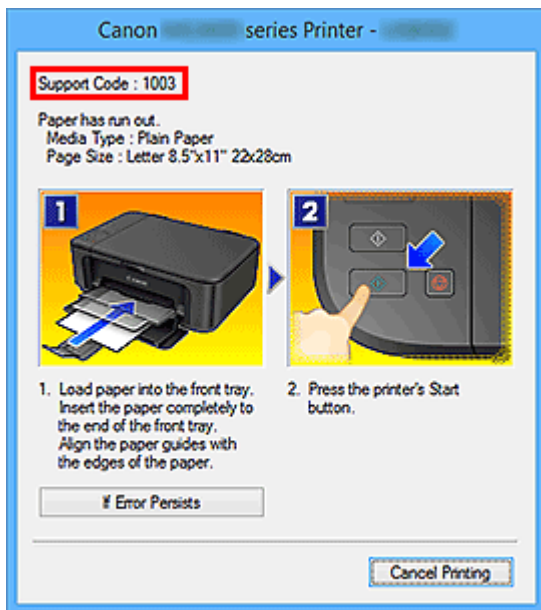 Canon series Printer -
Support Code : 1003
Paper has run out.
Media Type : Plain Paper
Page Size : Letter 8.5"x11" 22x28cm
1
2
Canon
1. Load paper into the front tray.
Insert the paper completely to
the end of the front tray.
Align the paper guides with
the edges of the paper.
2. Press the printer's Start
button.
If Error Persists
Cancel Printing